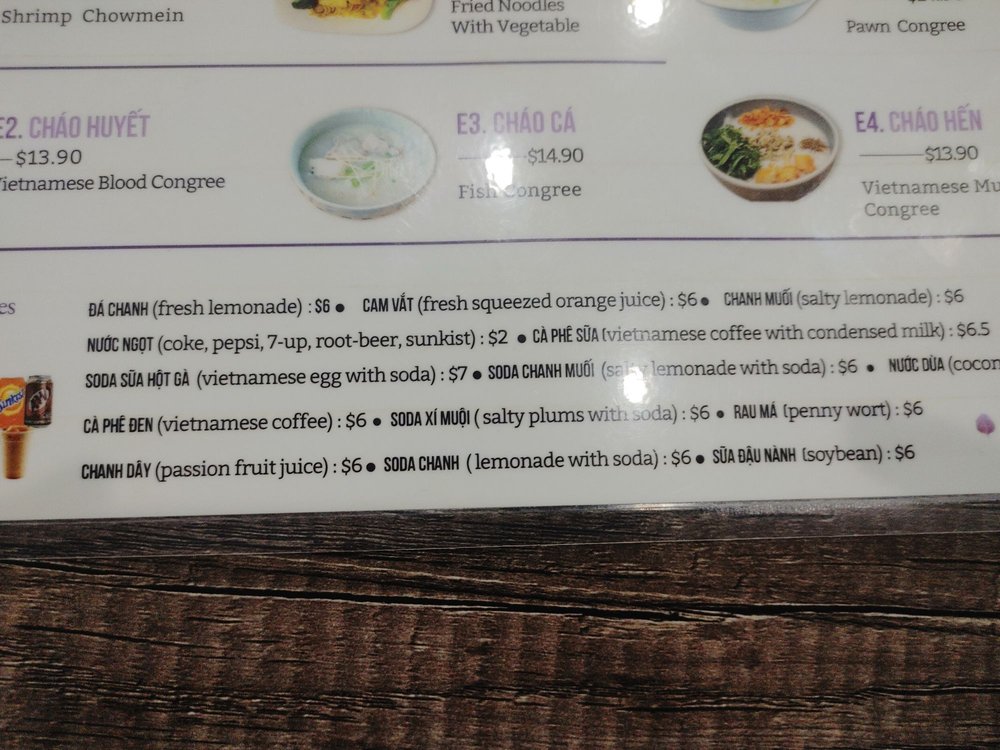 Shrimp Chowmein
Fried Noodles
With Vegetable
Pawn Congree
E2. CHÁO HUYẾT
$13.90
Vietnamese Blood Congree
E3. CHÁO CÁ
$14.90
Fish Congree
E4. CHÁO HẾN
$13.90
Vietnamese
Congree
ĐÁ CHANH (fresh lemonade) : $6 ● CAM VẮT (fresh squeezed orange juice) : $6 ● CHANH MUỐI (salty lemonade) : $6
NƯỚC NGỌT (coke, pepsi, 7-up, root-beer, sunkist) : $2 ● CÀ PHÊ SỮA (vietnamese coffee with condensed milk) : $6.5
SODA SỮA HỘT GÀ (vietnamese egg with soda) : $7 ● SODA CHANH MUỐI (salty lemonade with soda) : $6 ● NƯỚC DỪA (cocon
CÀ PHÊ ĐEN (vietnamese coffee) : $6 ● SODA XÍ MUỘI ( salty plums with soda) : $6 ● RAU MÁ (penny wort) : $6
CHANH DÂY (passion fruit juice) : $6 ● SODA CHANH ( lemonade with soda) : $6 ● SỮA ĐẬU NÀNH (soybean) : $6